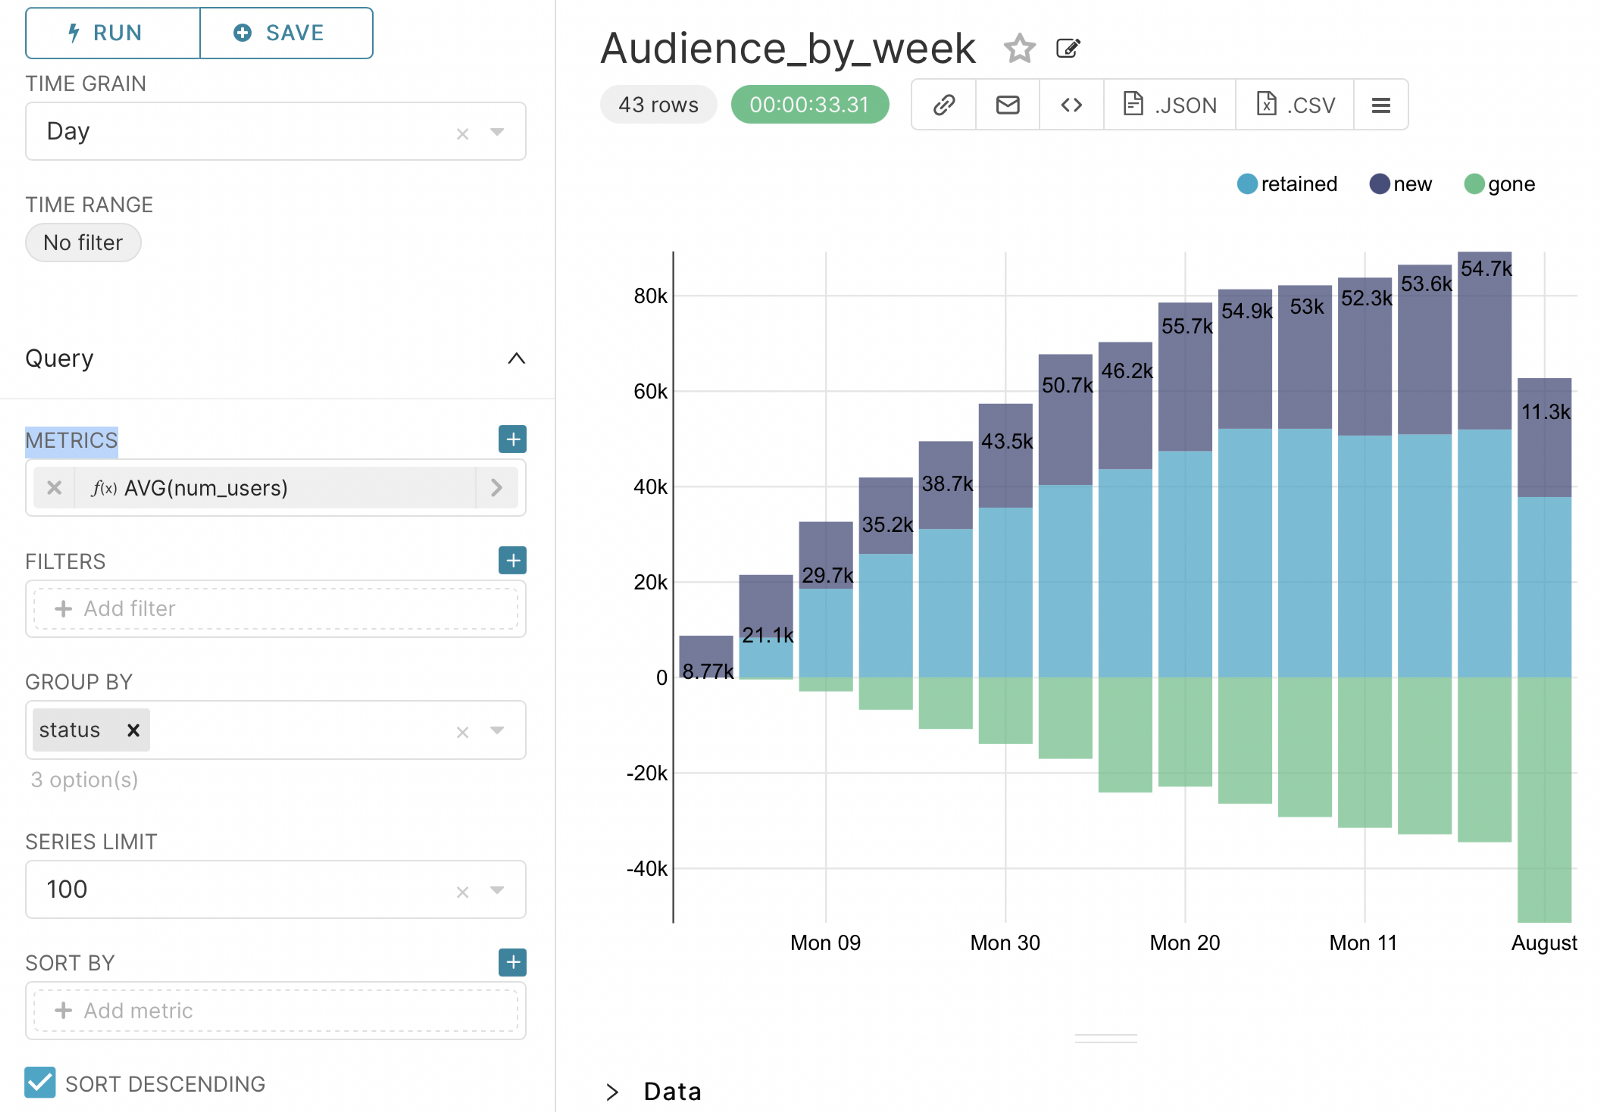 RUN
SAVE
TIME GRAIN
Day
TIME RANGE
No filter
Query
METRICS
f(x) AVG(num_users)
FILTERS
Add filter
GROUP BY
status
3 option(s)
SERIES LIMIT
100
SORT BY
Add metric
SORT DESCENDING
Audience_by_week
43 rows
00:00:33.31
.JSON
.CSV
retained
new
gone
80k
60k
40k
20k
0
-20k
-40k
8.77k
21.1k
29.7k
35.2k
38.7k
43.5k
50.7k
46.2k
55.7k
54.9k
53k
52.3k
53.6k
54.7k
11.3k
Mon 09
Mon 30
Mon 20
Mon 11
August
Data